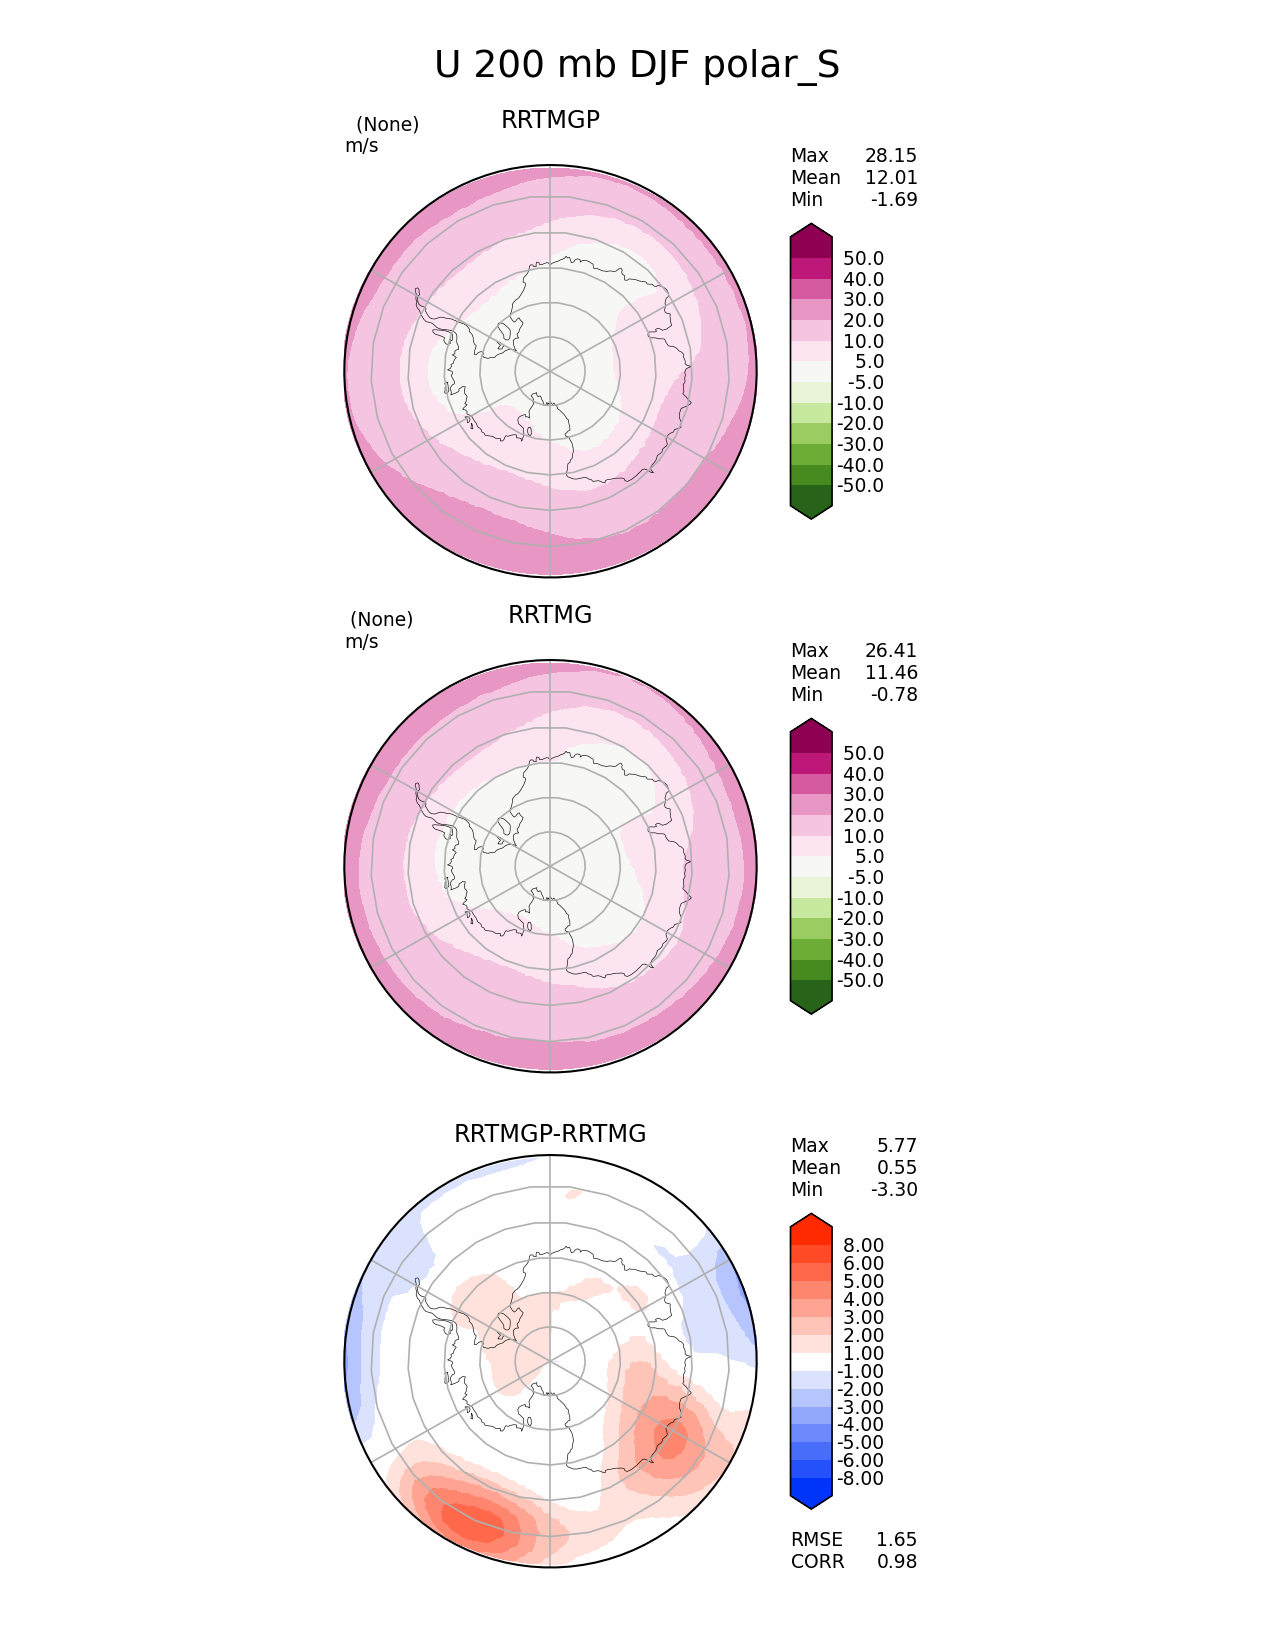 U 200 mb DJF polar_S
(None)
RRTMGP
m/s
Max 28.15
Mean 12.01
Min -1.69
50.0
40.0
30.0
20.0
10.0
5.0
-5.0
-10.0
-20.0
-30.0
-40.0
-50.0
(None)
RRTMG
m/s
Max 26.41
Mean 11.46
Min -0.78
50.0
40.0
30.0
20.0
10.0
5.0
-5.0
-10.0
-20.0
-30.0
-40.0
-50.0
RRTMGP-RRTMG
Max 5.77
Mean 0.55
Min -3.30
8.00
6.00
5.00
4.00
3.00
2.00
1.00
-1.00
-2.00
-3.00
-4.00
-5.00
-6.00
-8.00
RMSE 1.65
CORR 0.98